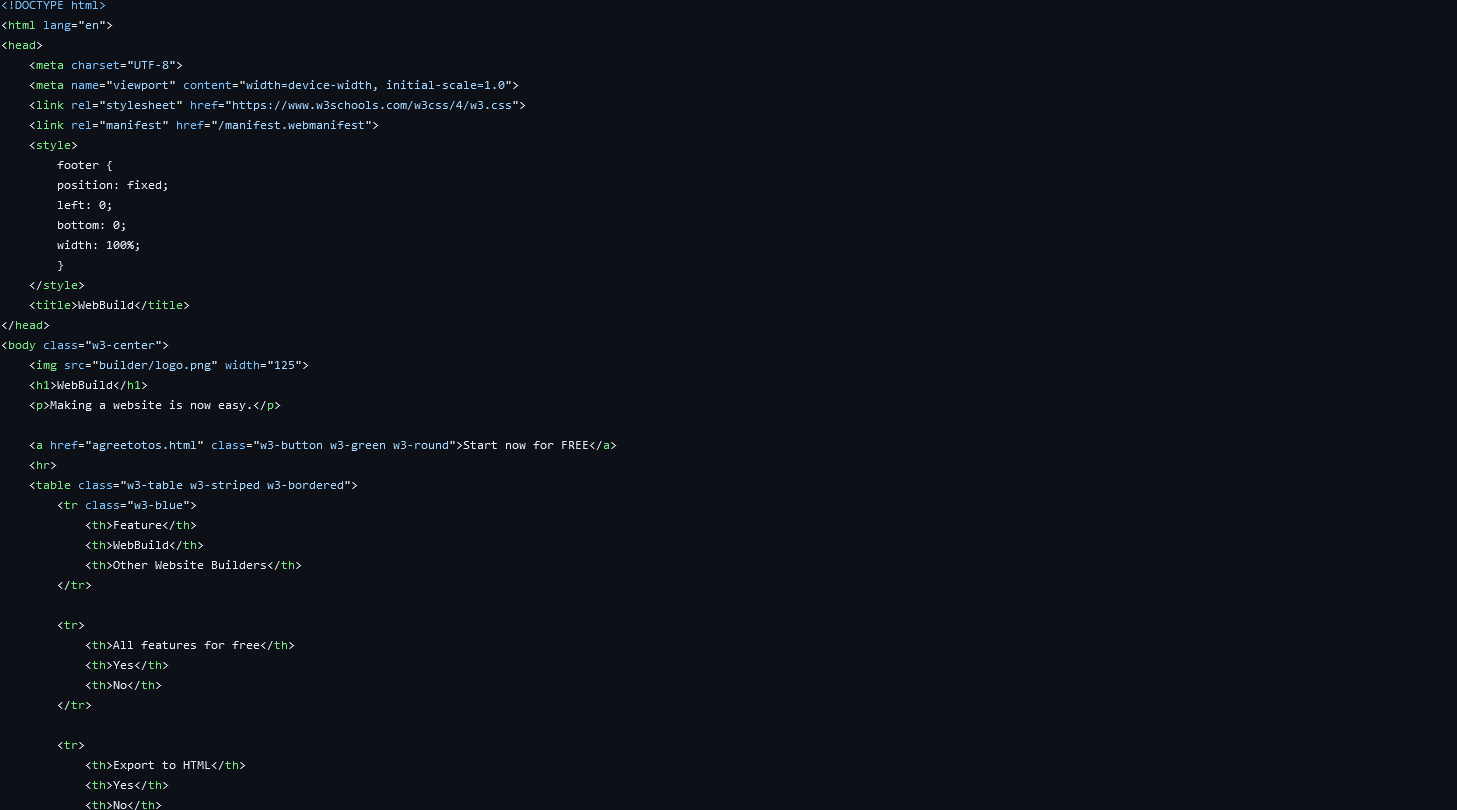 <!DOCTYPE html>
<html lang="en">
<head>
    <meta charset="UTF-8">
    <meta name="viewport" content="width=device-width, initial-scale=1.0">
    <link rel="stylesheet" href="https://www.w3schools.com/w3css/4/w3.css">
    <link rel="manifest" href="/manifest.webmanifest">
    <style>
        footer {
        position: fixed;
        left: 0;
        bottom: 0;
        width: 100%;
        }
    </style>
    <title>WebBuild</title>
</head>
<body class="w3-center">
    <img src="builder/logo.png" width="125">
    <h1>WebBuild</h1>
    <p>Making a website is now easy.</p>

    <a href="agreetotos.html" class="w3-button w3-green w3-round">Start now for FREE</a>
    <hr>
    <table class="w3-table w3-striped w3-bordered">
        <tr class="w3-blue">
            <th>Feature</th>
            <th>WebBuild</th>
            <th>Other Website Builders</th>
        </tr>

        <tr>
            <th>All features for free</th>
            <th>Yes</th>
            <th>No</th>
        </tr>

        <tr>
            <th>Export to HTML</th>
            <th>Yes</th>
            <th>No</th>